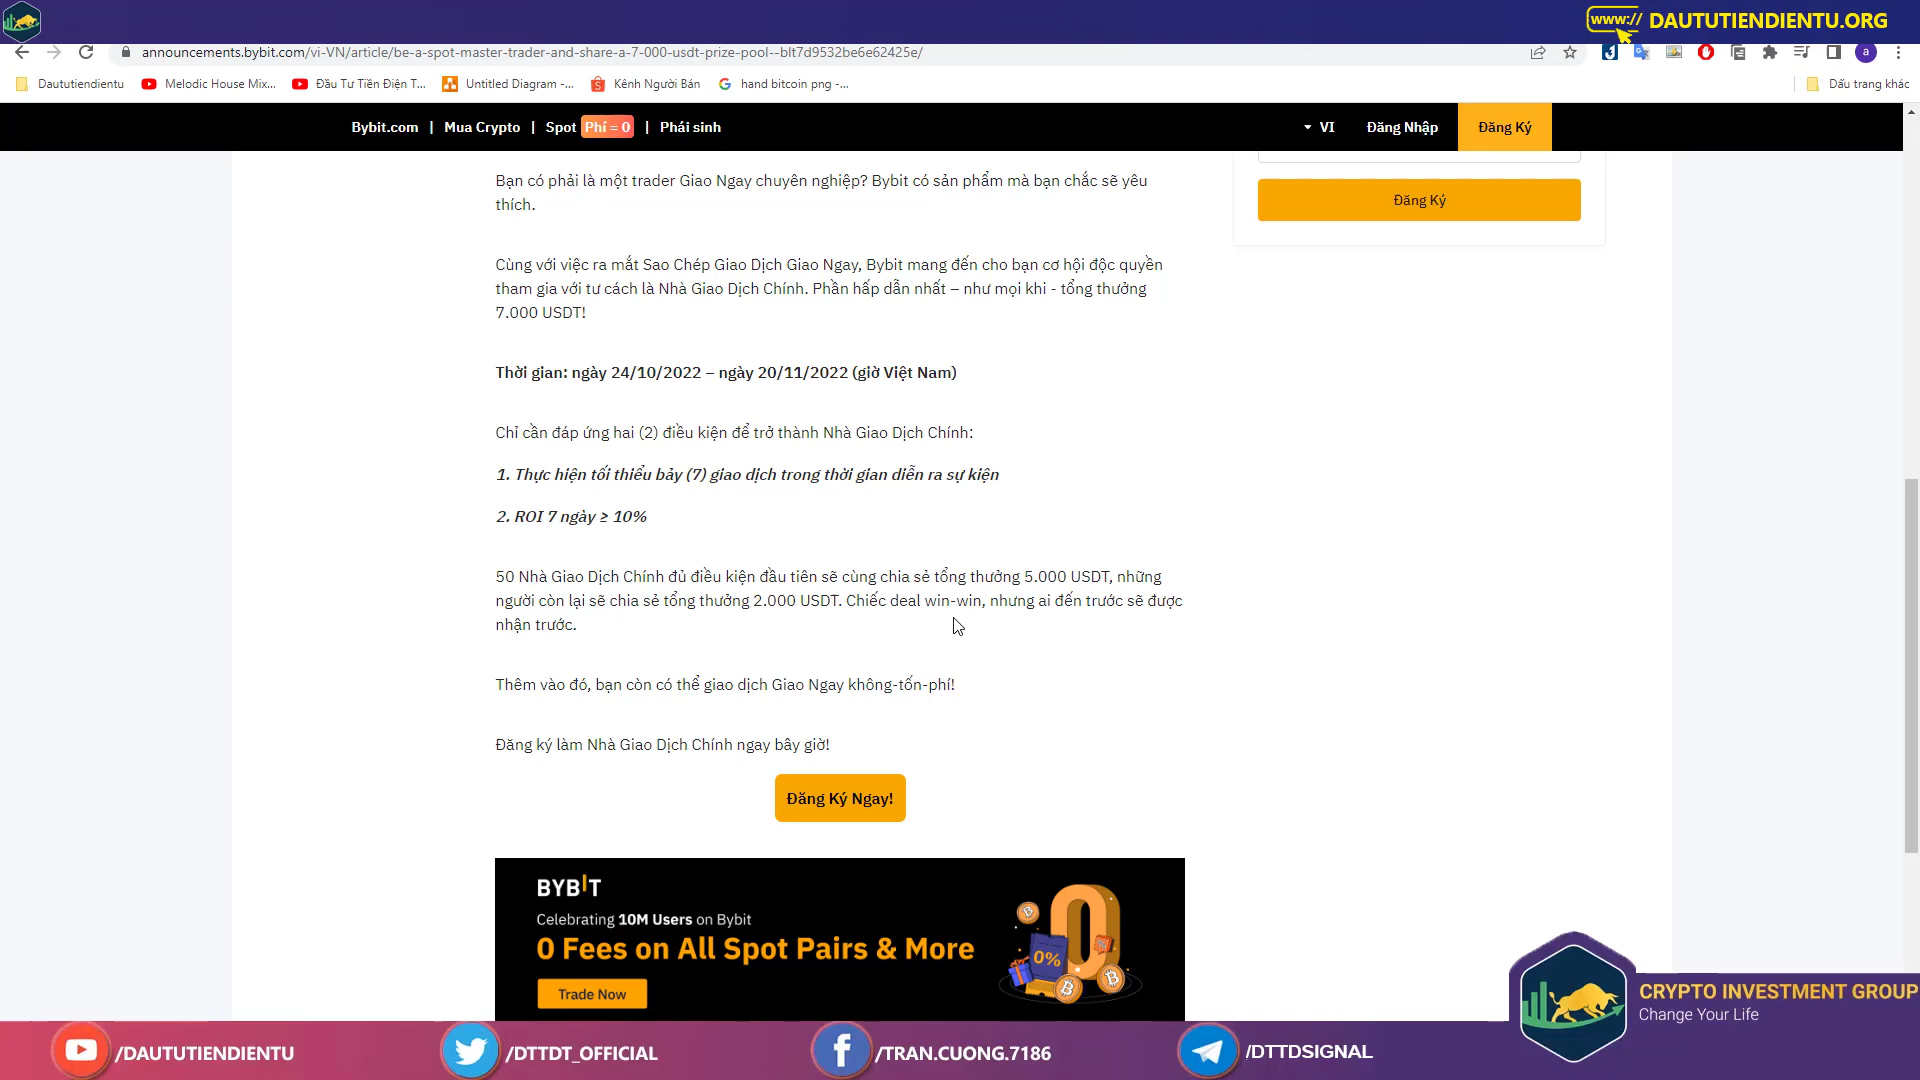 www:// DAUTUTIENDIENTU.ORG
announcements.bybit.com/vi-VN/article/be-a-spot-master-trader-and-share-a-7-000-usdt-prize-pool--blt7d9532be6e62425e/
a
Dautututiendientu
Melodic House Mix...
Đầu Tư Tiền Điện T...
Untitled Diagram -...
Kênh Người Bán
hand bitcoin png -...
Dấu trang khác
Bybit.com | Mua Crypto | Spot Phí = 0 | Phái sinh
VI Đăng Nhập Đăng Ký
Đăng Ký
Bạn có phải là một trader Giao Ngay chuyên nghiệp? Bybit có sản phẩm mà bạn chắc sẽ yêu
thích.
Cùng với việc ra mắt Sao Chép Giao Dịch Giao Ngay, Bybit mang đến cho bạn cơ hội độc quyền
tham gia với tư cách là Nhà Giao Dịch Chính. Phần hấp dẫn nhất – như mọi khi - tổng thưởng
7.000 USDT!
Thời gian: ngày 24/10/2022 – ngày 20/11/2022 (giờ Việt Nam)
Chỉ cần đáp ứng hai (2) điều kiện để trở thành Nhà Giao Dịch Chính:
1. Thực hiện tối thiểu bảy (7) giao dịch trong thời gian diễn ra sự kiện
2. ROI 7 ngày ≥ 10%
50 Nhà Giao Dịch Chính đủ điều kiện đầu tiên sẽ cùng chia sẻ tổng thưởng 5.000 USDT, những
người còn lại sẽ chia sẻ tổng thưởng 2.000 USDT. Chiếc deal win-win, nhưng ai đến trước sẽ được
nhận trước.
Thêm vào đó, bạn còn có thể giao dịch Giao Ngay không-tốn-phí!
Đăng ký làm Nhà Giao Dịch Chính ngay bây giờ!
Đăng Ký Ngay!
BYBIT
Celebrating 10M Users on Bybit
0 Fees on All Spot Pairs & More
Trade Now
0%
CRYPTO INVESTMENT GROUP
Change Your Life
/DAUTUTIENDIENTU
/DTTDT_OFFICIAL
/TRAN.CUONG.7186
/DTTDSIGNAL